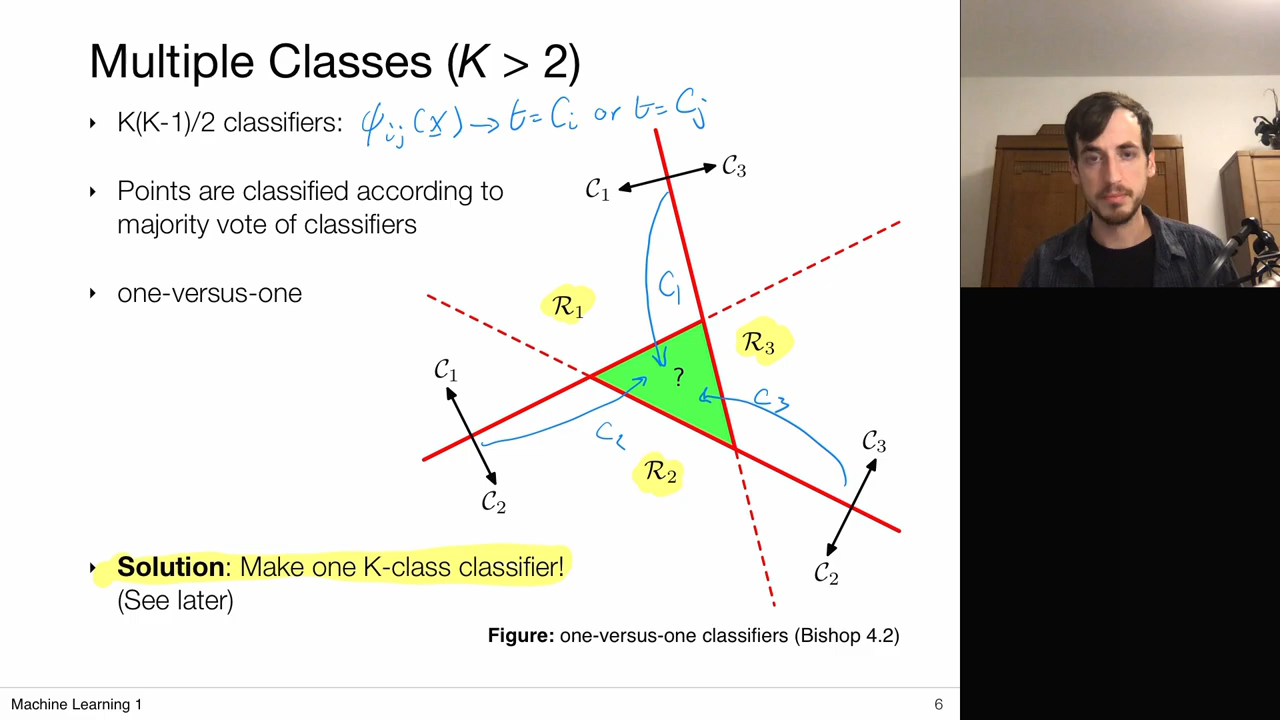 Multiple Classes (K > 2)
K(K-1)/2 classifiers: ψij(x) → t=Ci or t=Cj
Points are classified according to
majority vote of classifiers
one-versus-one
C1
C3
C1
R1
R3
?
C1
C3
C2
C2
R2
C3
C2
Solution: Make one K-class classifier!
(See later)
Figure: one-versus-one classifiers (Bishop 4.2)
Machine Learning 1
6